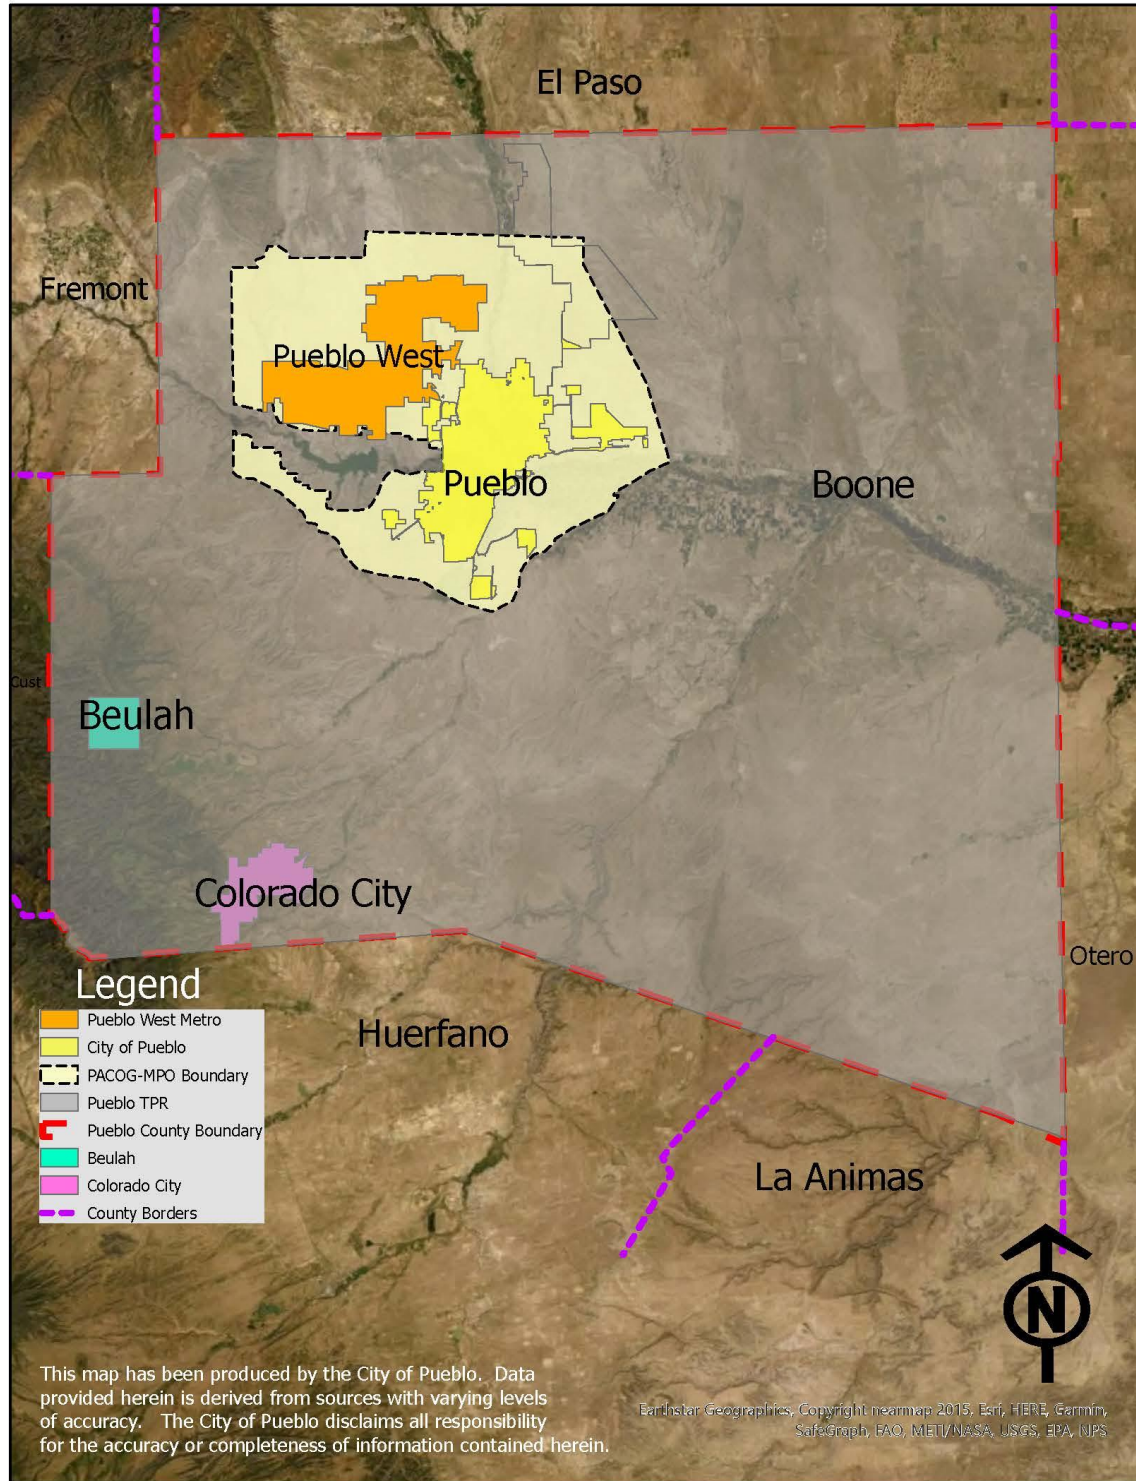 El Paso
Fremont
Pueblo West
Pueblo
Boone
Cust
Beulah
Colorado City
Otero
Legend
Pueblo West Metro
City of Pueblo
PACOG-MPO Boundary
Pueblo TPR
Pueblo County Boundary
Beulah
Colorado City
County Borders
Huerfano
La Animas
N
This map has been produced by the City of Pueblo. Data
provided herein is derived from sources with varying levels
of accuracy. The City of Pueblo disclaims all responsibility
for the accuracy or completeness of information contained herein.
Earthstar Geographics, Copyright nearmap 2015, Esri, HERE, Garmin,
SafeGraph, FAO, METI/NASA, USGS, EPA, NPS